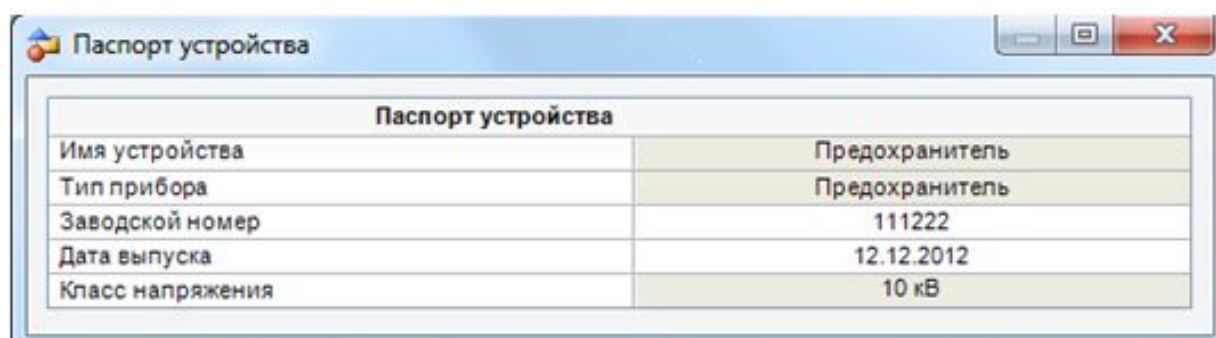 Паспорт устройства
Паспорт устройства
Имя устройства Предохранитель
Тип прибора Предохранитель
Заводской номер 111222
Дата выпуска 12.12.2012
Класс напряжения 10 кВ